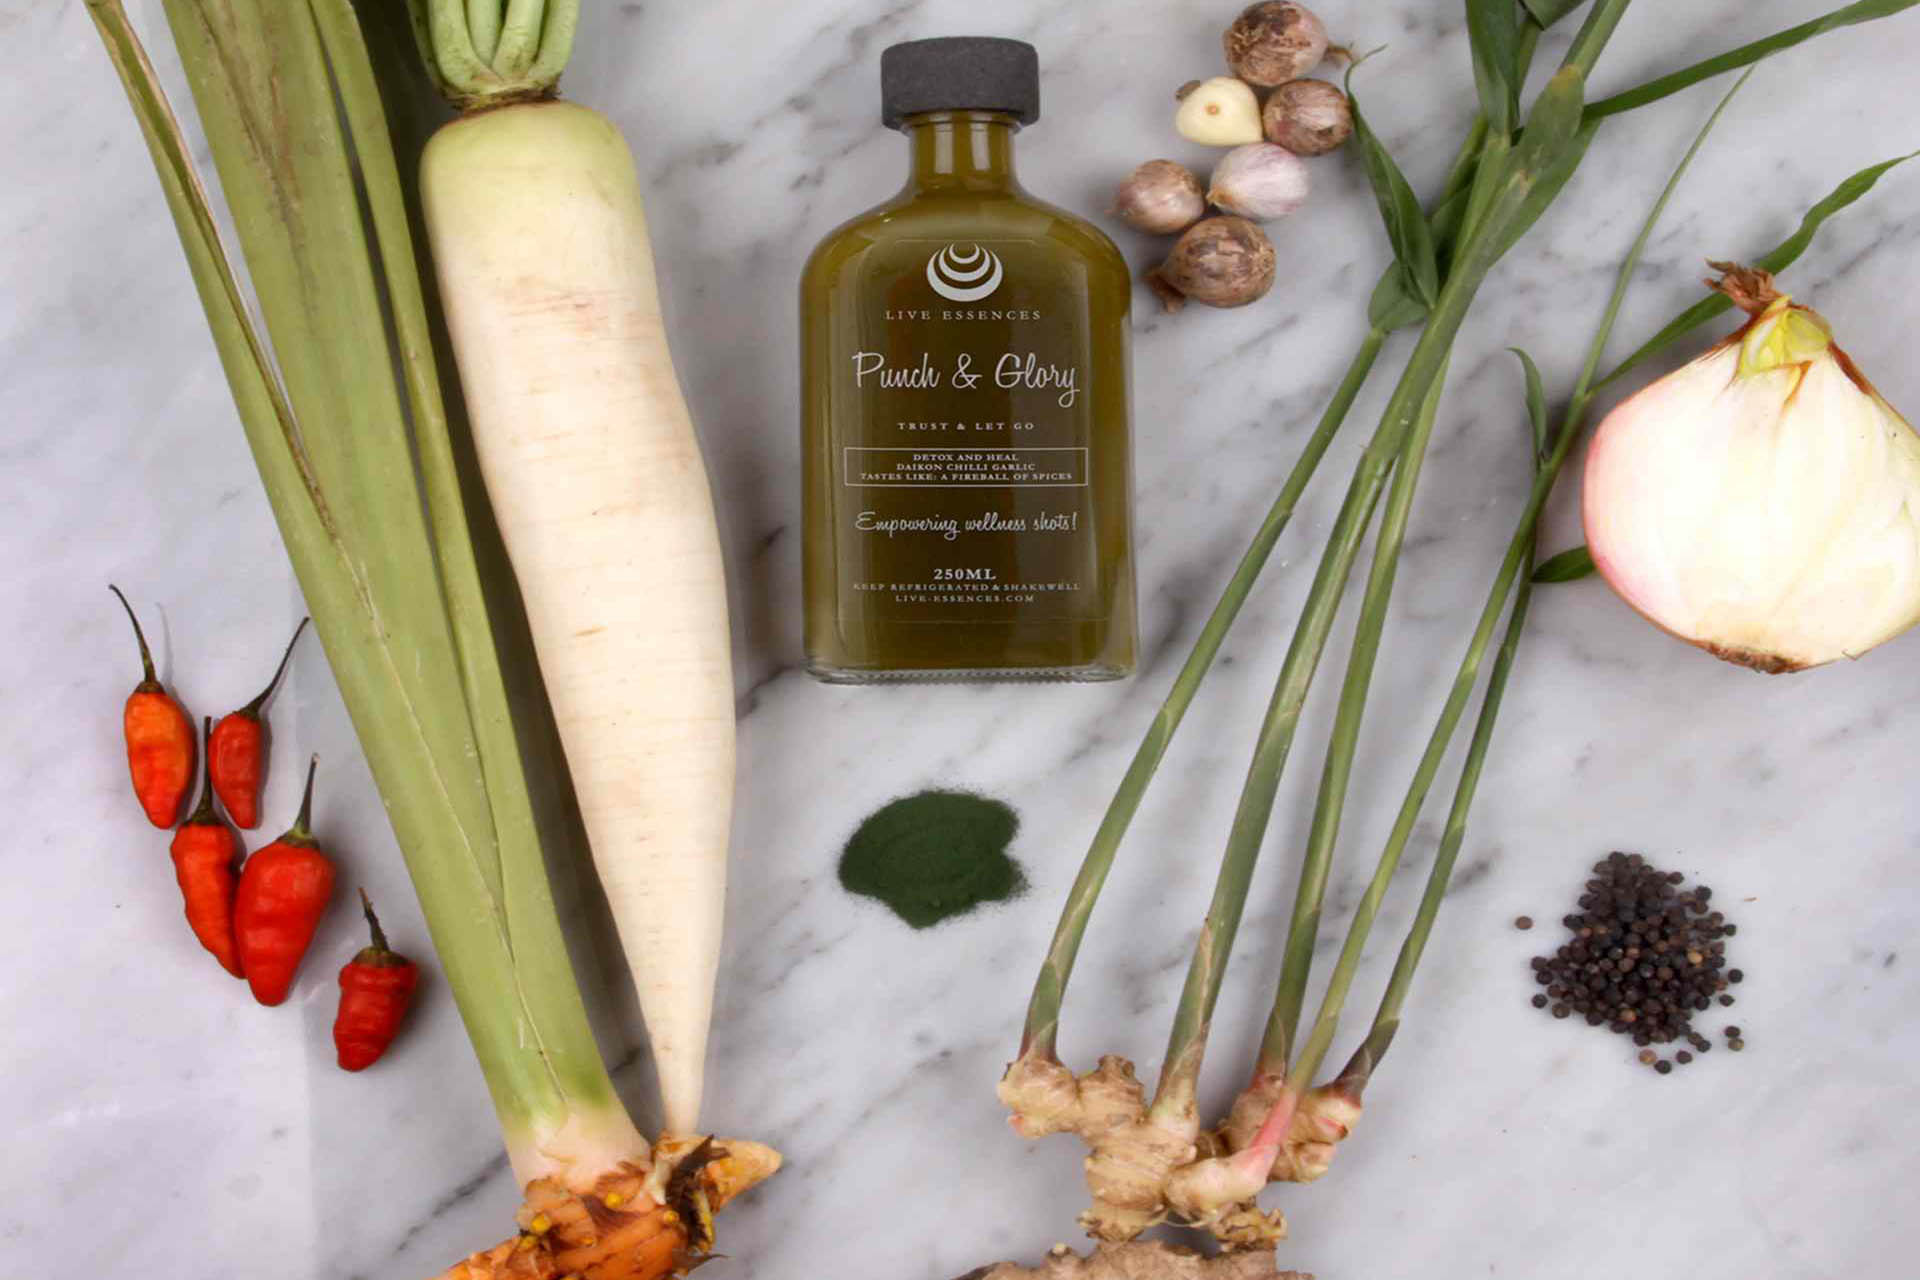 LIVE ESSENCES
Punch & Glory
TRUST & LET GO
DETOX AND HEAL
DAIKON CHILLI GARLIC
TASTES LIKE: A FIREBALL OF SPICES
Empowering wellness shots!
250ML
KEEP REFRIGERATED & SHAKEWELL
LIVE-ESSENCES.COM